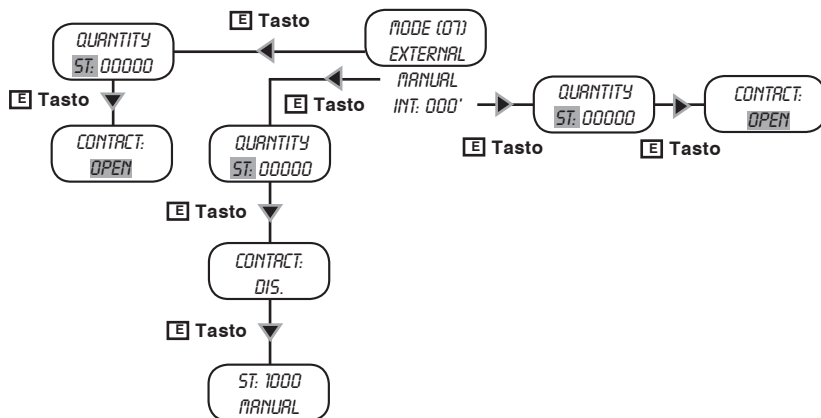 E Tasto
MODE (07)
EXTERNAL
MANUAL
INT: 000'
QUANTITY
ST: 00000
E Tasto
CONTACT:
OPEN
E Tasto
QUANTITY
ST: 00000
E Tasto
CONTACT:
DIS.
E Tasto
ST: 1000
MANUAL
E Tasto
QUANTITY
ST: 00000
E Tasto
CONTACT:
OPEN